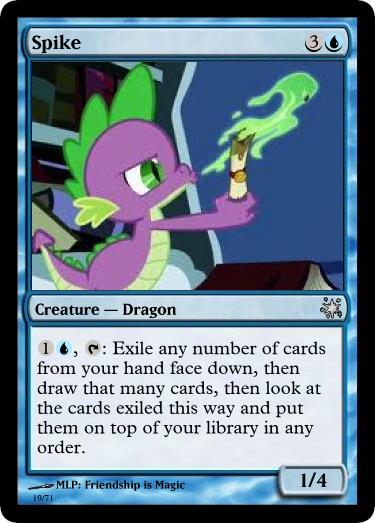 Spike 3
Creature — Dragon
1, : Exile any number of cards
from your hand face down, then
draw that many cards, then look at
the cards exiled this way and put
them on top of your library in any
order.
MLP: Friendship is Magic
1/4
19/71